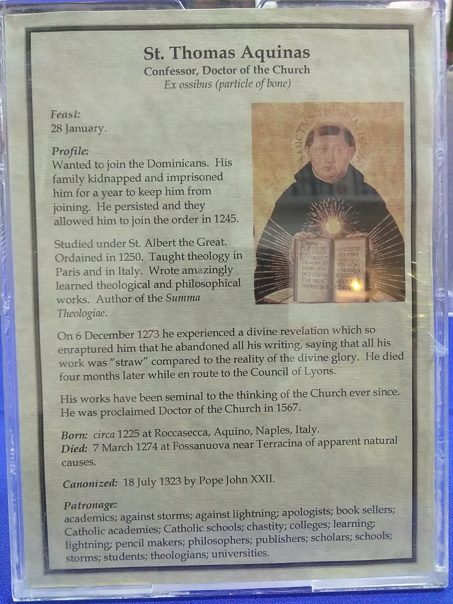 St. Thomas Aquinas
Confessor, Doctor of the Church
Ex ossibus (particle of bone)
Feast:
28 January.
Profile:
Wanted to join the Dominicans. His
family kidnapped and imprisoned
him for a year to keep him from
joining. He persisted and they
allowed him to join the order in 1245.
Studied under St. Albert the Great.
Ordained in 1250. Taught theology in
Paris and in Italy. Wrote amazingly
learned theological and philosophical
works. Author of the Summa
Theologiae.
On 6 December 1273 he experienced a divine revelation which so
enraptured him that he abandoned all his writing, saying that all his
work was "straw" compared to the reality of the divine glory. He died
four months later while en route to the Council of Lyons.
His works have been seminal to the thinking of the Church ever since.
He was proclaimed Doctor of the Church in 1567.
Born: circa 1225 at Roccasecca, Aquino, Naples, Italy.
Died: 7 March 1274 at Fossanuova near Terracina of apparent natural
causes.
Canonized: 18 July 1323 by Pope John XXII.
Patronage:
academics; against storms; against lightning; apologists; book sellers;
Catholic academies; Catholic schools; chastity; colleges; learning;
lightning; pencil makers; philosophers; publishers; scholars; schools;
storms; students; theologians; universities.